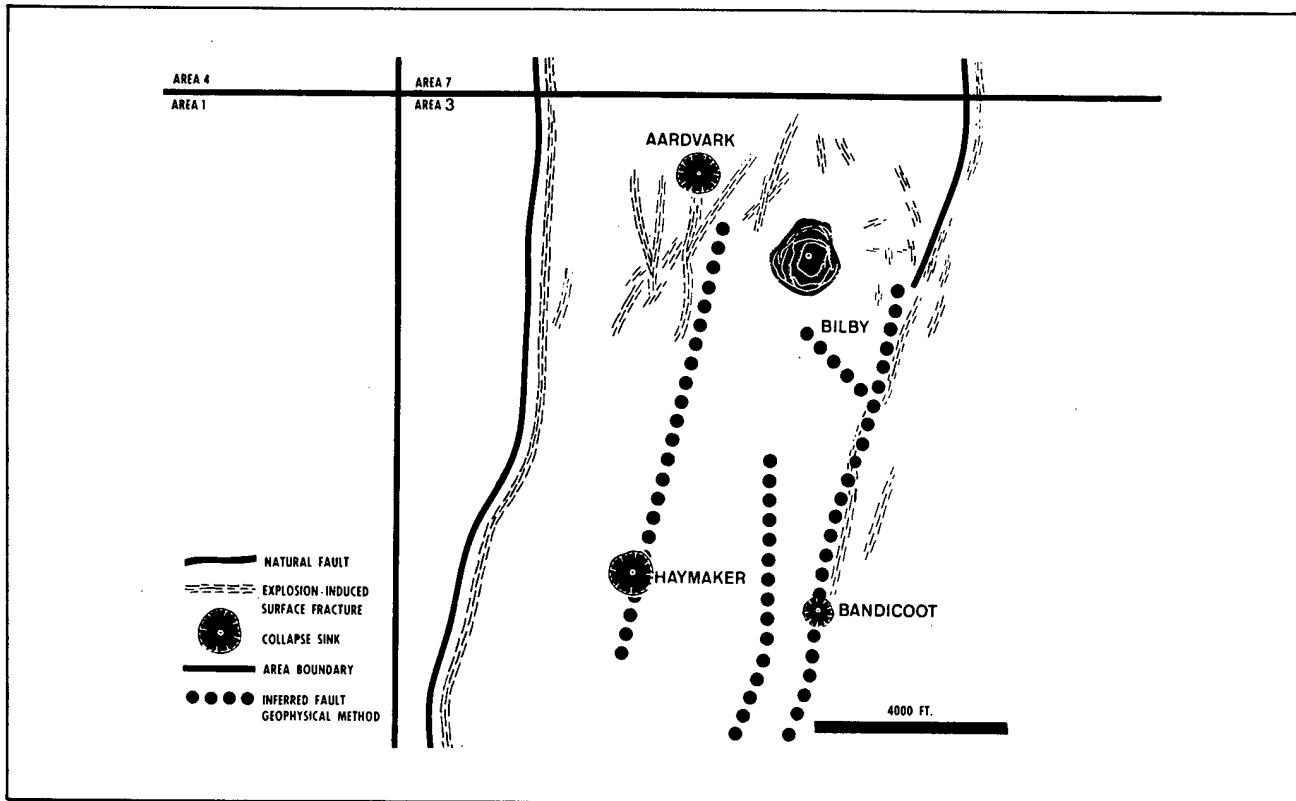 AREA 4
AREA 7
AREA 1
AREA 3
AARDVARK
BILBY
HAYMAKER
BANDICOOT
NATURAL FAULT
EXPLOSION-INDUCED
SURFACE FRACTURE
COLLAPSE SINK
AREA BOUNDARY
INFERRED FAULT
GEOPHYSICAL METHOD
4000 FT.